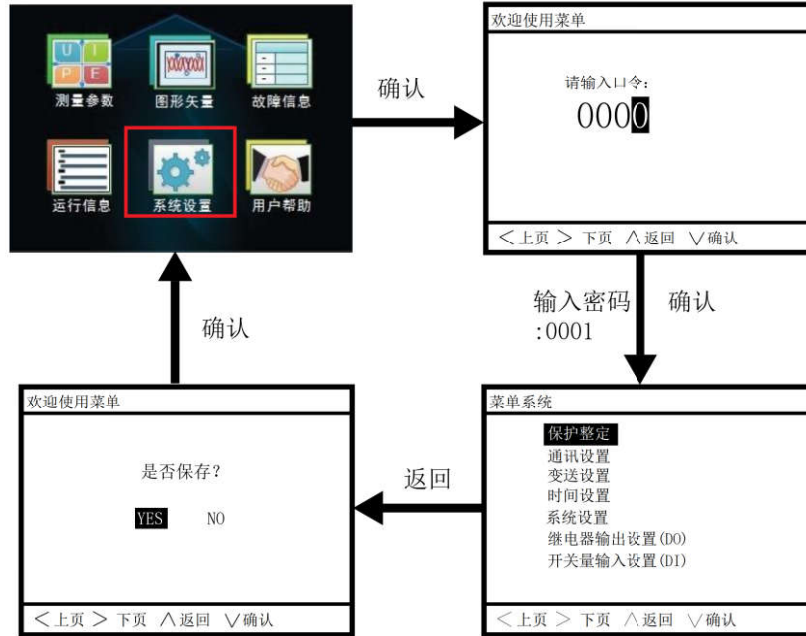 U I
P E
测量参数 图形矢量 故障信息
运行信息 系统设置 用户帮助
确认
欢迎使用菜单
请输入口令:
0000
<上页 > 下页 ∧返回 ∨确认
输入密码
:0001
确认
菜单系统
保护整定
通讯设置
变送设置
时间设置
系统设置
继电器输出设置(DO)
开关量输入设置(DI)
<上页 > 下页 ∧返回 ∨确认
返回
欢迎使用菜单
是否保存?
YES NO
<上页 > 下页 ∧返回 ∨确认
确认